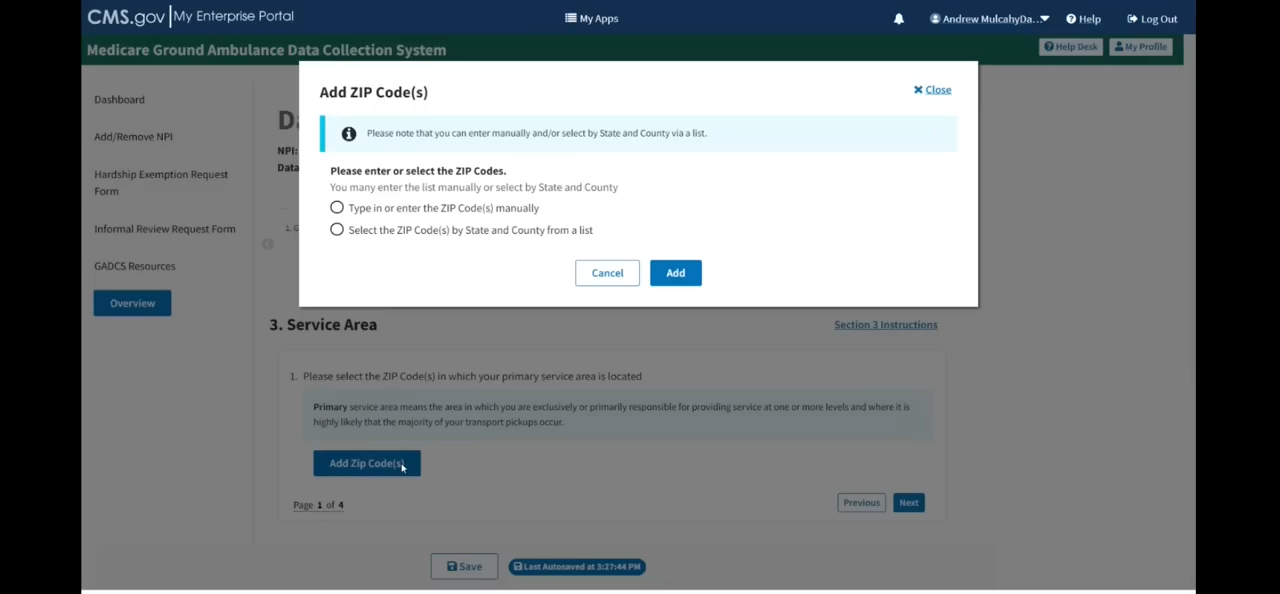 CMS.gov My Enterprise Portal
My Apps
Andrew MulcahyDa...
Help
Log Out
Medicare Ground Ambulance Data Collection System
Help Desk
My Profile
Dashboard
Add/Remove NPI
Hardship Exemption Request
Form
Informal Review Request Form
GADCS Resources
Overview
NPI:
Data
Add ZIP Code(s)
Close
Please note that you can enter manually and/or select by State and County via a list.
Please enter or select the ZIP Codes.
You many enter the list manually or select by State and County
Type in or enter the ZIP Code(s) manually
Select the ZIP Code(s) by State and County from a list
Cancel
Add
3. Service Area
Section 3 Instructions
1. Please select the ZIP Code(s) in which your primary service area is located
Primary service area means the area in which you are exclusively or primarily responsible for providing service at one or more levels and where it is
highly likely that the majority of your transport pickups occur.
Add Zip Code(s)
Page 1 of 4
Previous
Next
Save
Last Autosaved at 3:27:44 PM